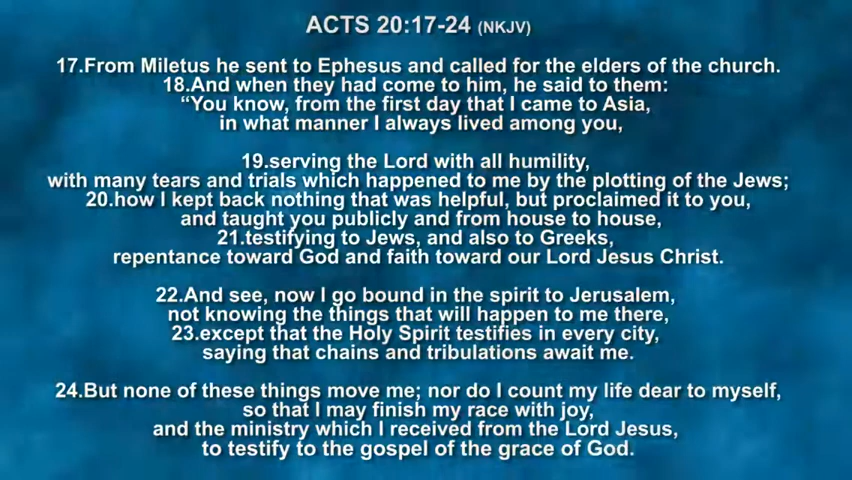 ACTS 20:17-24 (NKJV)
17.From Miletus he sent to Ephesus and called for the elders of the church.
18.And when they had come to him, he said to them:
“You know, from the first day that I came to Asia,
in what manner I always lived among you,
19.serving the Lord with all humility,
with many tears and trials which happened to me by the plotting of the Jews;
20.how I kept back nothing that was helpful, but proclaimed it to you,
and taught you publicly and from house to house,
21.testifying to Jews, and also to Greeks,
repentance toward God and faith toward our Lord Jesus Christ.
22.And see, now I go bound in the spirit to Jerusalem,
not knowing the things that will happen to me there,
23.except that the Holy Spirit testifies in every city,
saying that chains and tribulations await me.
24.But none of these things move me; nor do I count my life dear to myself,
so that I may finish my race with joy,
and the ministry which I received from the Lord Jesus,
to testify to the gospel of the grace of God.